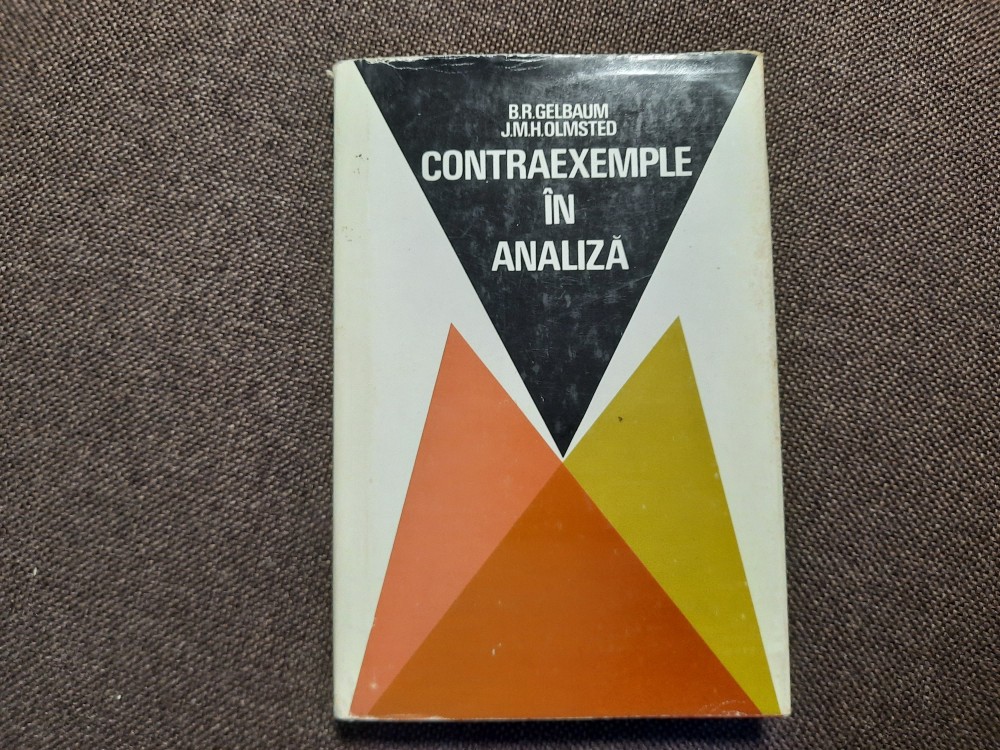 B.R.GELBAUM
J.M.H.OLMSTED
CONTRAEXEMPLE
ÎN
ANALIZĂ